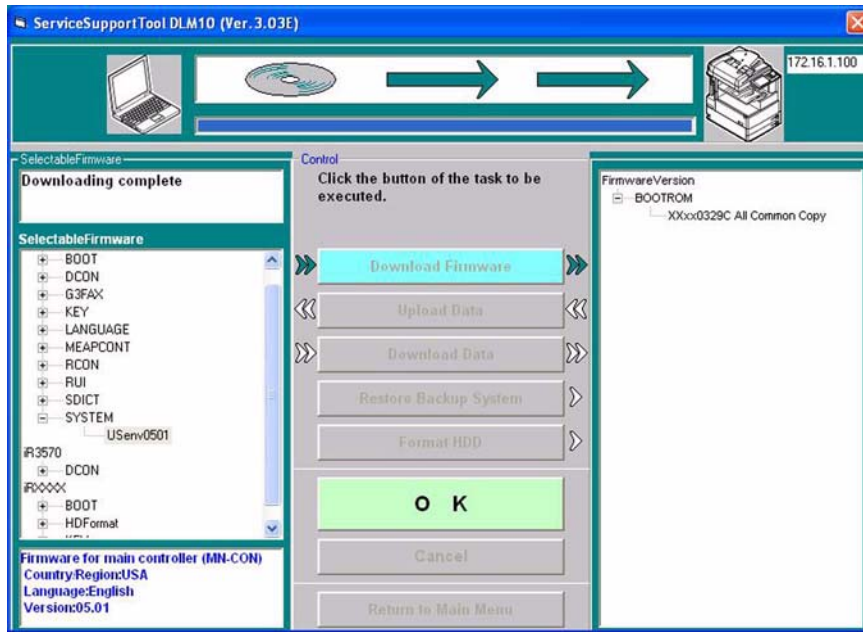 ServiceSupportTool DLM10 (Ver.3.03E)
172.16.1.100
SelectableFirmware
Downloading complete
SelectableFirmware
BOOT
DCON
G3FAX
KEY
LANGUAGE
MEAPCONT
RCON
RUI
SDICT
SYSTEM
USenv0501
iR3570
DCON
iRXXXX
BOOT
HDFormat
Firmware for main controller (MN-CON)
Country/Region:USA
Language:English
Version:05.01
Control
Click the button of the task to be
executed.
Download Firmware
Upload Data
Download Data
Restore Backup System
Format HDD
O K
Cancel
Return to Main Menu
FirmwareVersion
BOOTROM
XXxx0329C All Common Copy